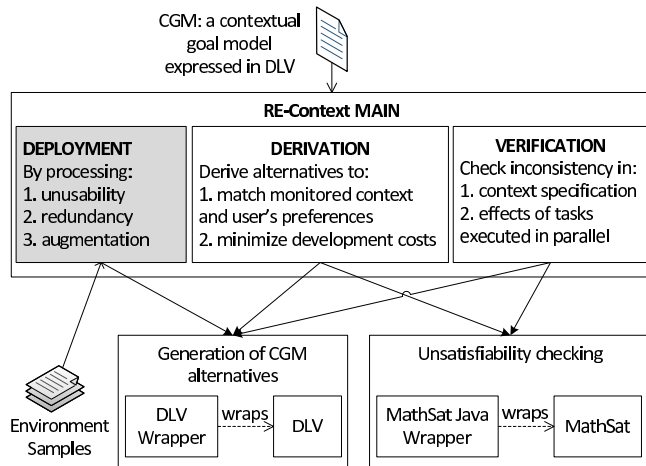 CGM: a contextual
goal model
expressed in DLV
RE-Context MAIN
DEPLOYMENT
By processing:
1. unusability
2. redundancy
3. augmentation
DERIVATION
Derive alternatives to:
1. match monitored context
and user's preferences
2. minimize development costs
VERIFICATION
Check inconsistency in:
1. context specification
2. effects of tasks
executed in parallel
Generation of CGM
alternatives
DLV
Wrapper
wraps
DLV
Unsatisfiability checking
MathSat Java
Wrapper
wraps
MathSat
Environment
Samples